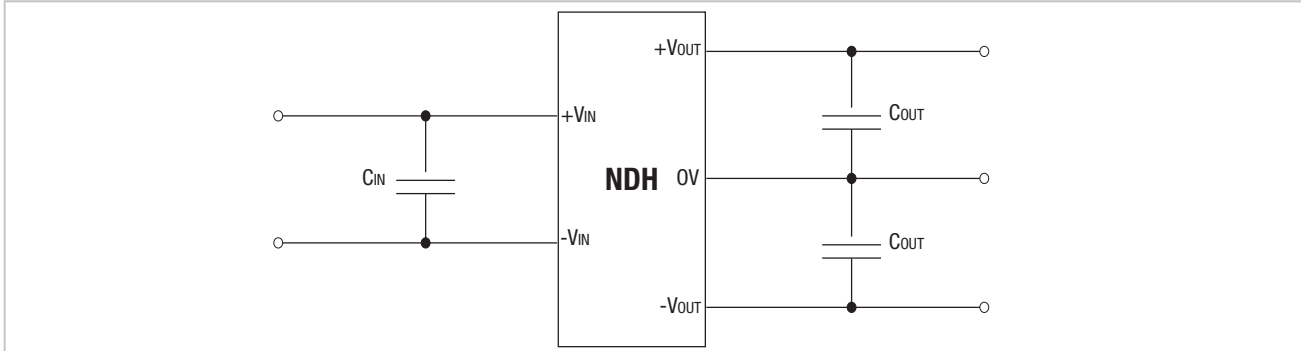 +VOUT
COUT
+VIN
CIN
NDH
0V
-VIN
COUT
-VOUT